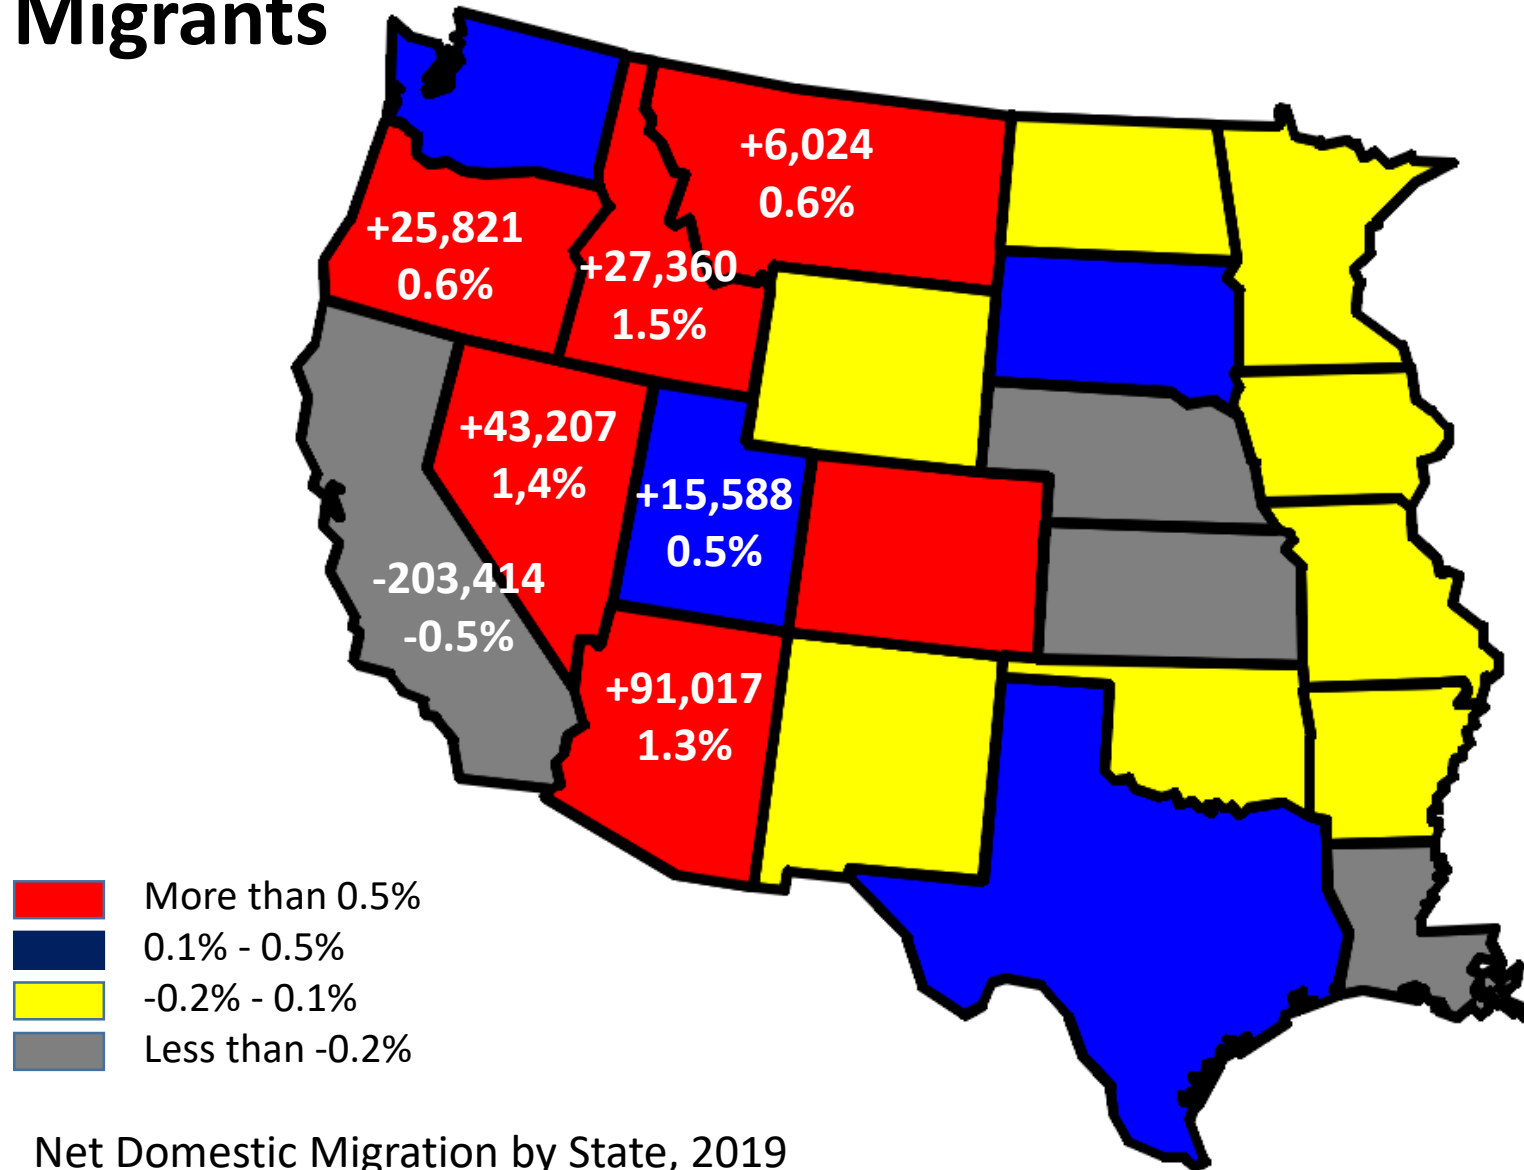 Migrants
+6,024
0.6%
+25,821
0.6%
+27,360
1.5%
+43,207
1,4%
+15,588
0.5%
-203,414
-0.5%
+91,017
1.3%
More than 0.5%
0.1% - 0.5%
-0.2% - 0.1%
Less than -0.2%
Net Domestic Migration by State, 2019